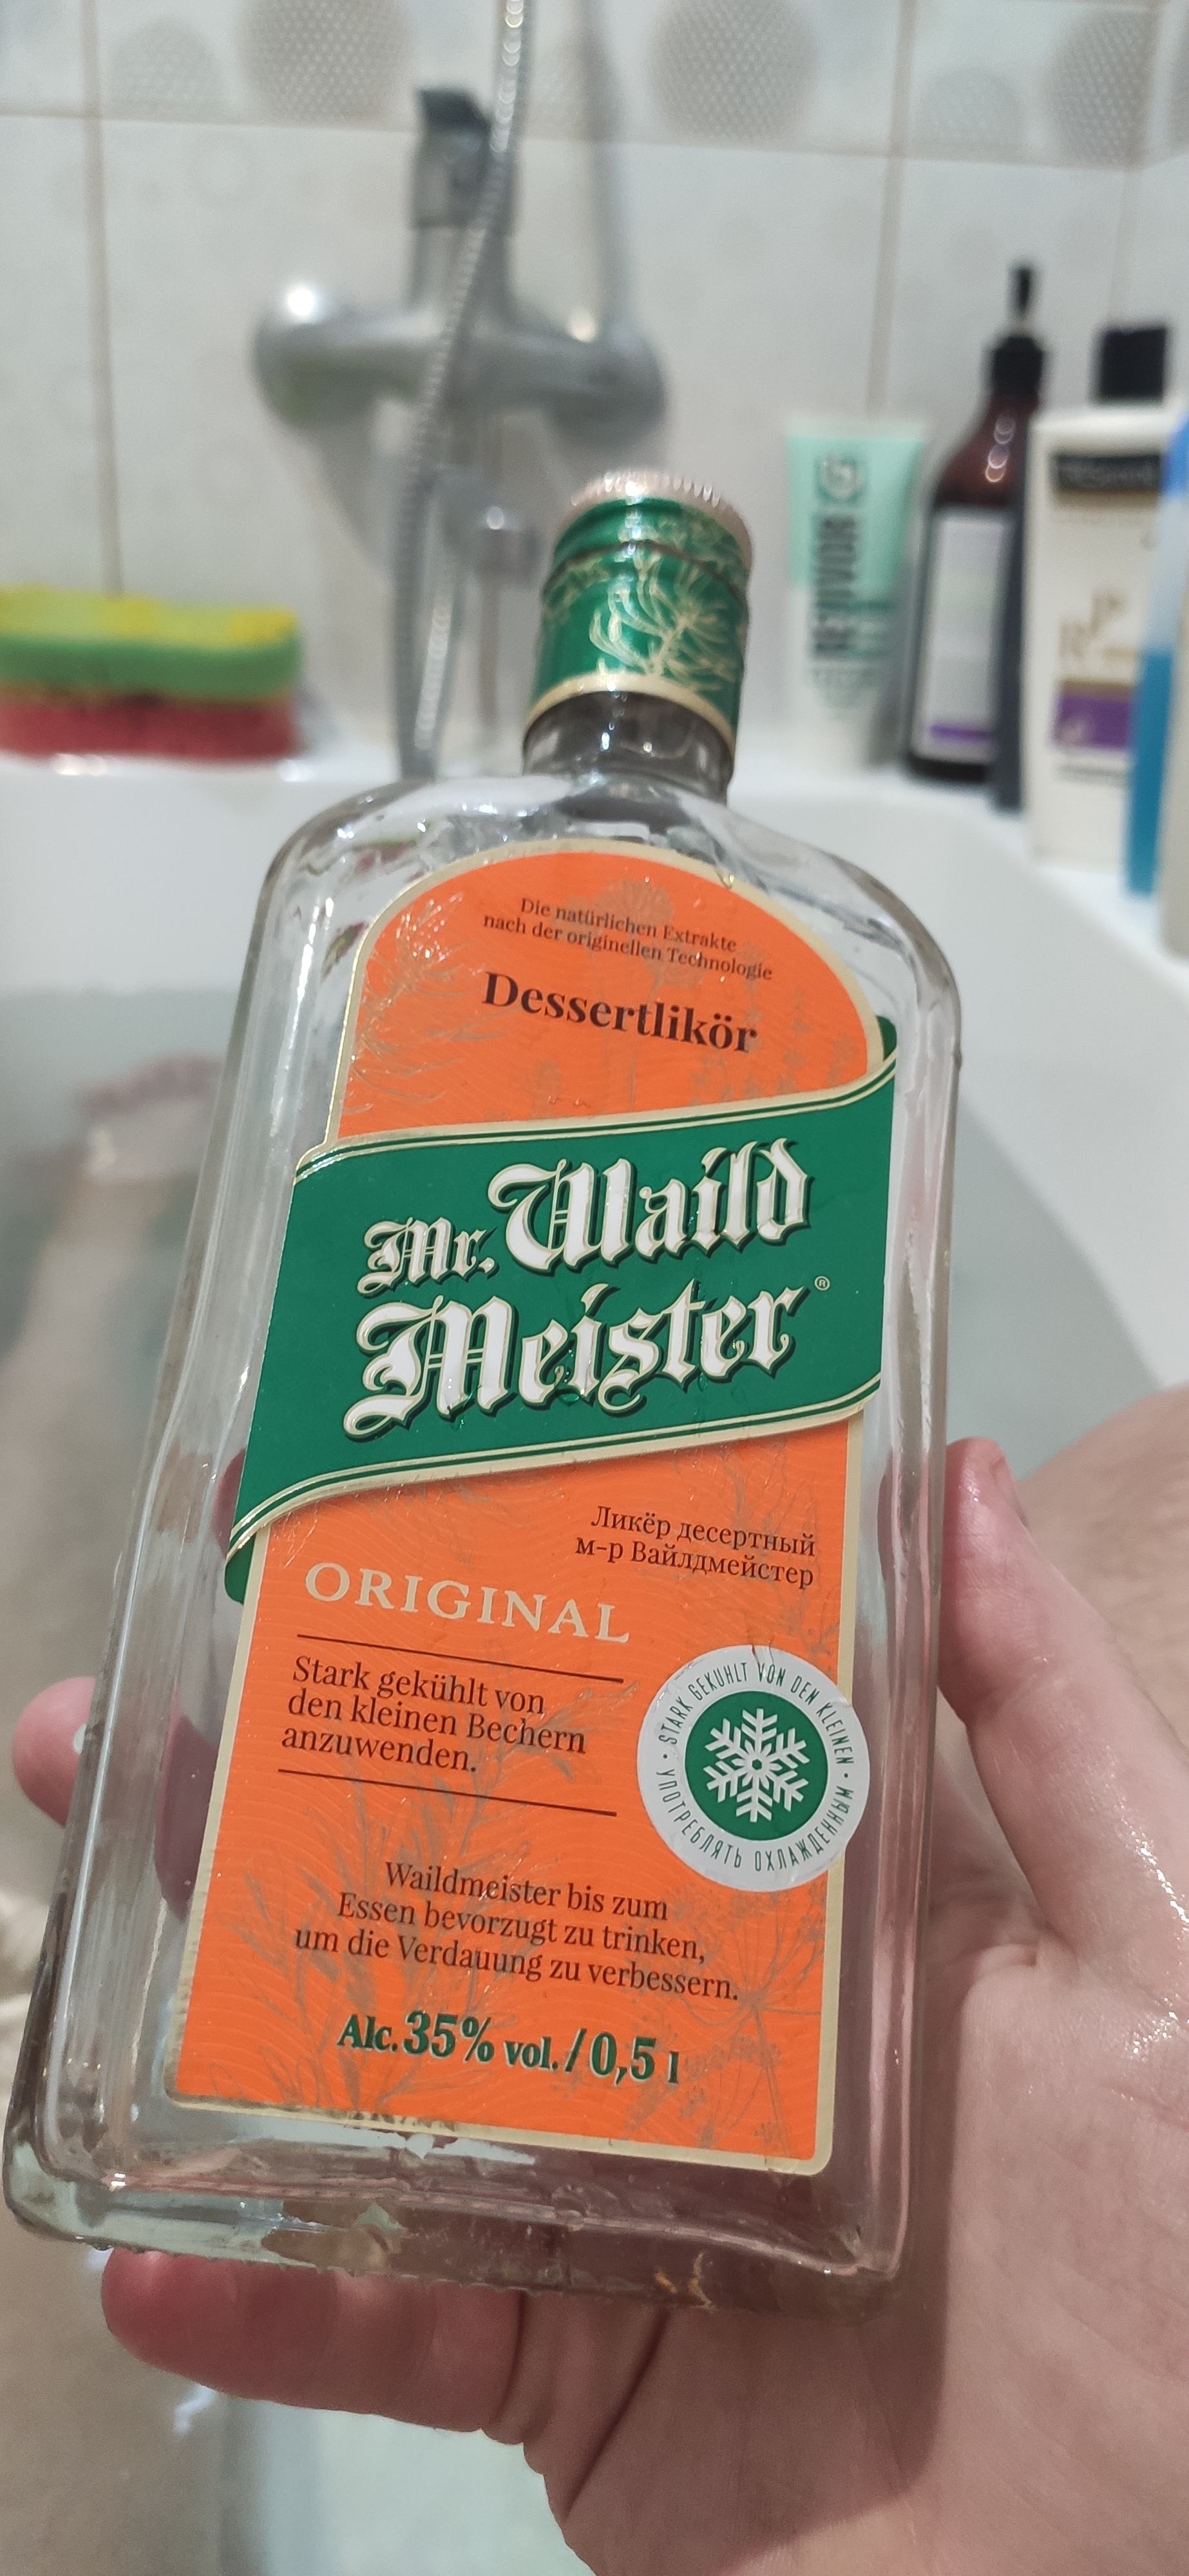 Die natürlichen Extrakte
nach der originellen Technologie
Dessertlikör
Mr. Waild
Meister®
Ликёр десертный
м-р Вайлдмейстер
ORIGINAL
Stark gekühlt von
den kleinen Bechern
anzuwenden.
STARK GEKUHLT VON DEN KLEINEN •
УПОТРЕБЛЯТЬ ОХЛАЖДЕННЫМ •
Waildmeister bis zum
Essen bevorzugt zu trinken,
um die Verdauung zu verbessern.
Alc. 35% vol. / 0,5 l
REVIVOR